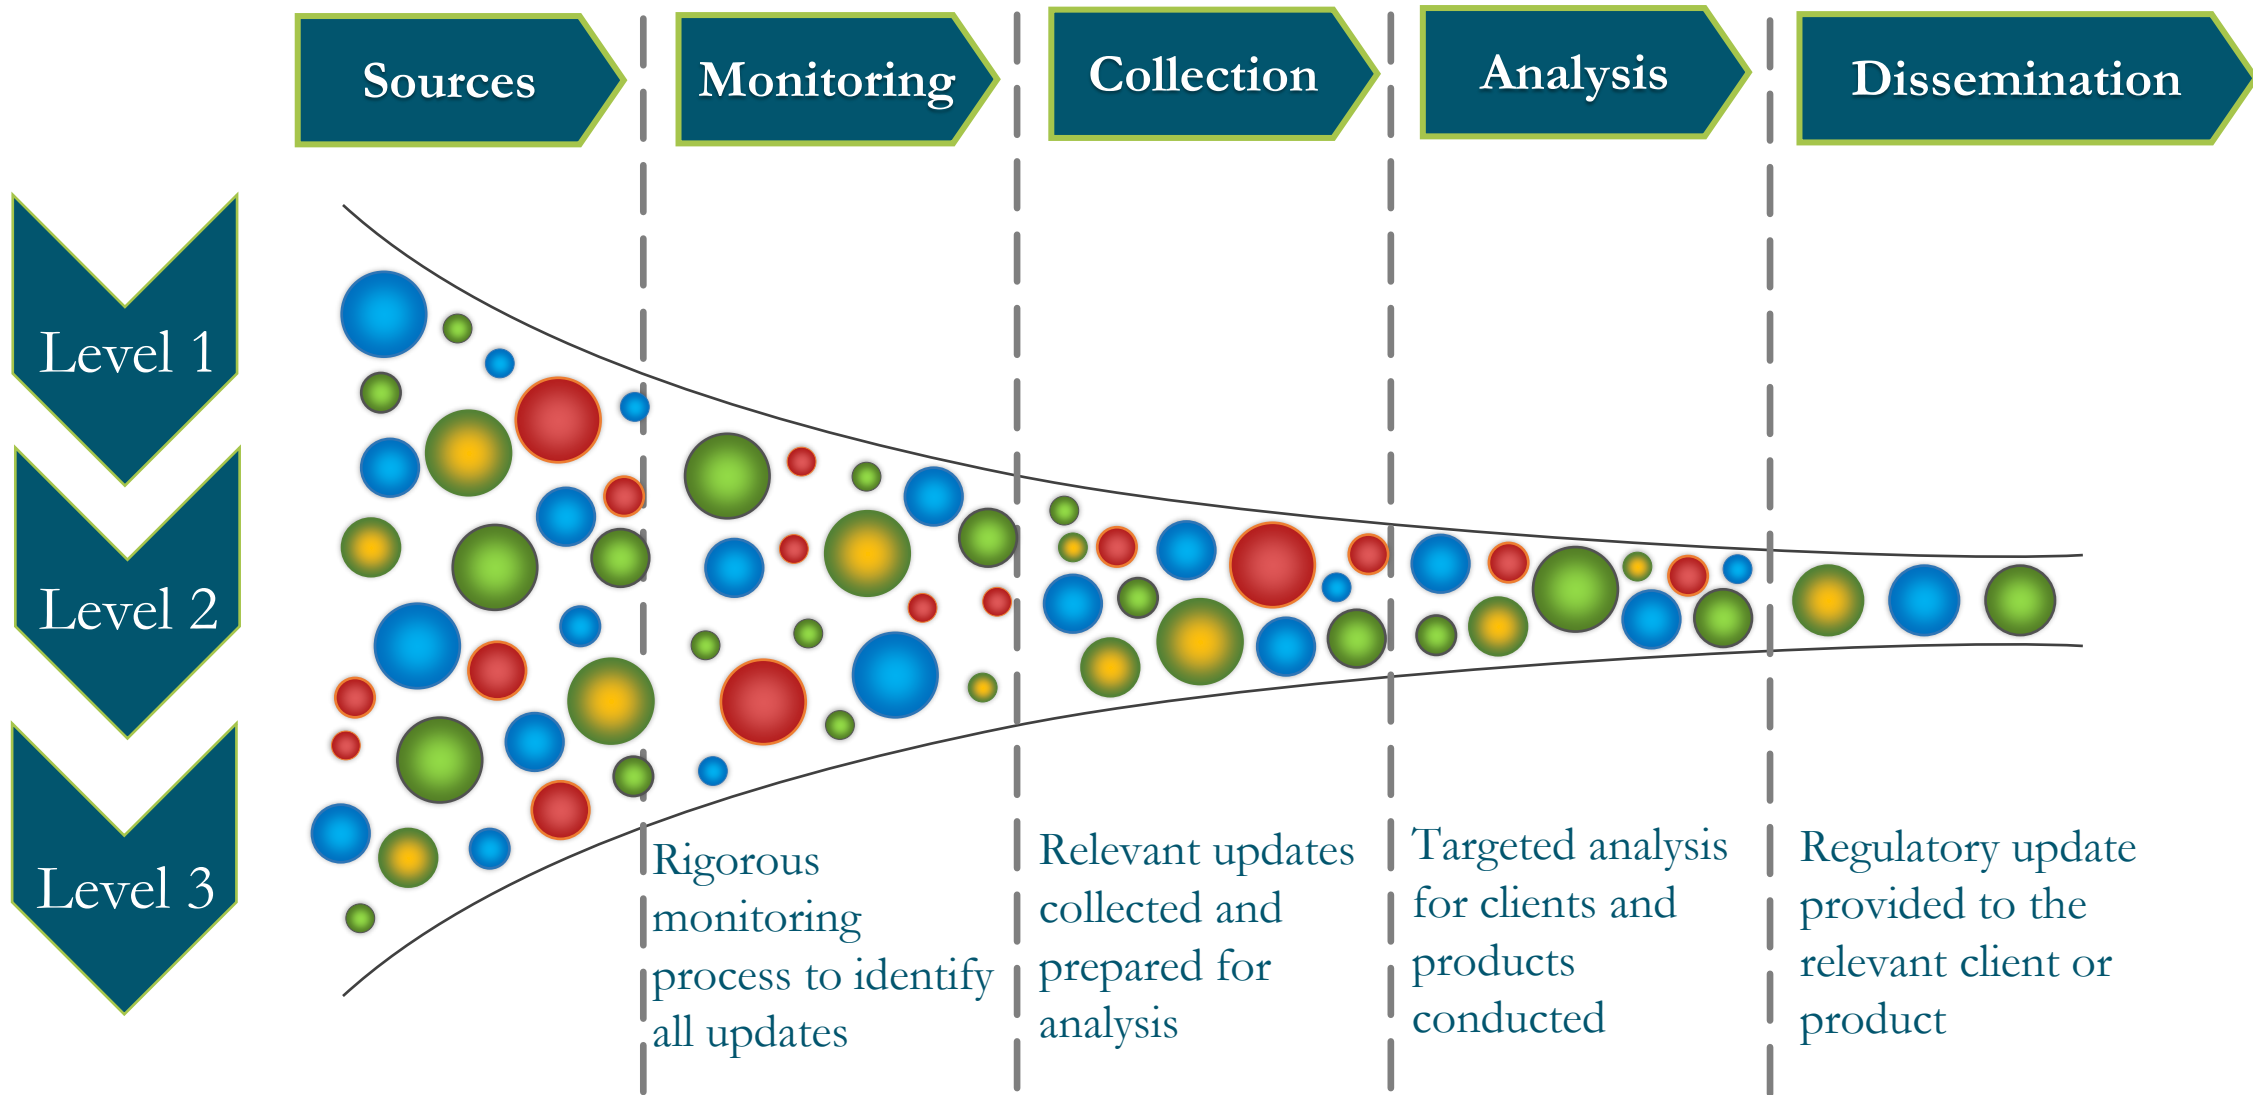 Sources
Monitoring
Collection
Analysis
Dissemination
Level 1
Level 2
Level 3
Rigorous
monitoring
process to identify
all updates
Relevant updates
collected and
prepared for
analysis
Targeted analysis
for clients and
products
conducted
Regulatory update
provided to the
relevant client or
product